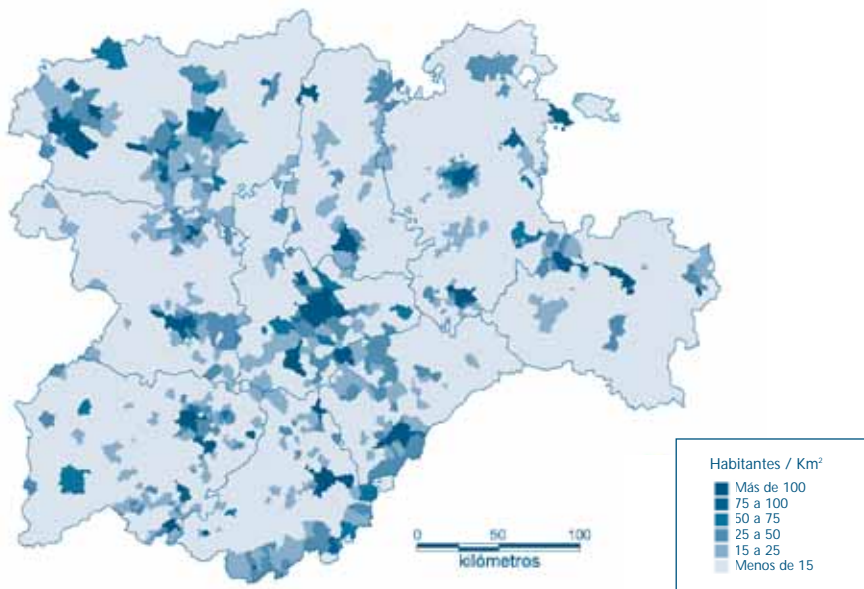 0 50 100
kilómetros
Habitantes / Km²
Más de 100
75 a 100
50 a 75
25 a 50
15 a 25
Menos de 15